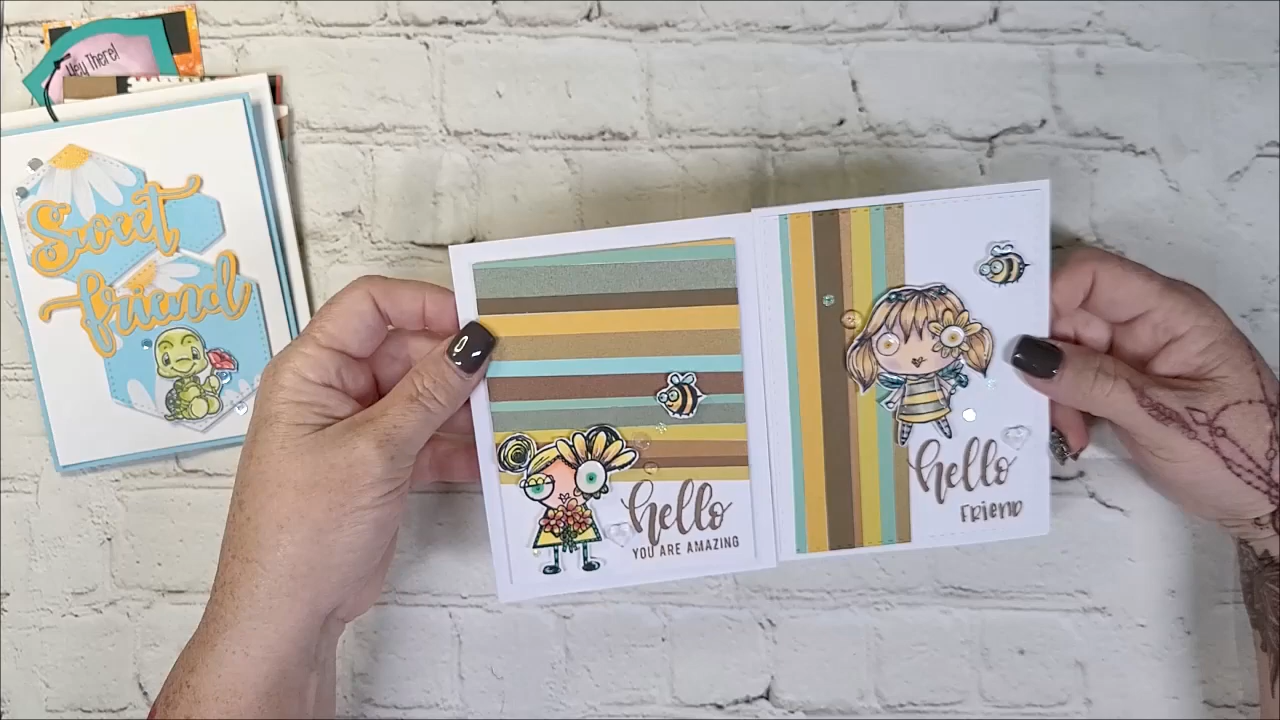 Hey There!
Sweet
friend
hello
YOU ARE AMAZING
hello
FRIEND